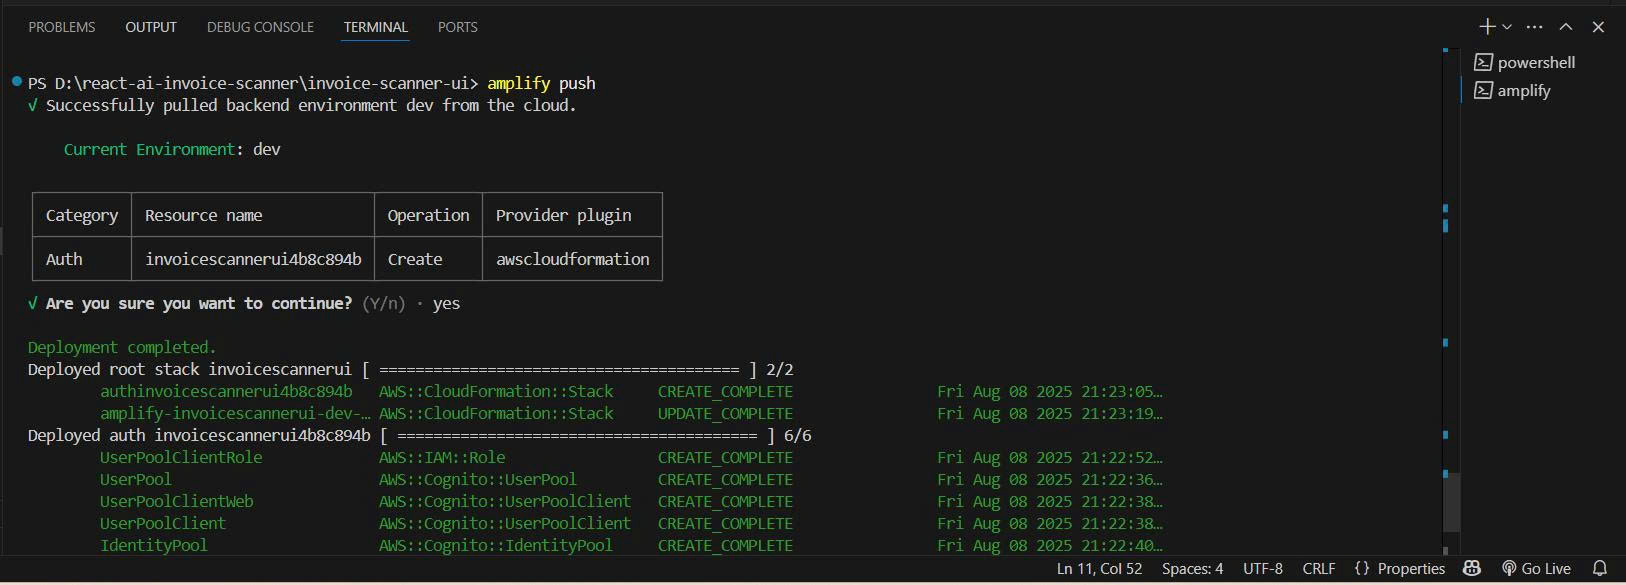 PROBLEMS OUTPUT DEBUG CONSOLE TERMINAL PORTS
powershell
amplify
PS D:\react-ai-invoice-scanner\invoice-scanner-ui> amplify push
√ Successfully pulled backend environment dev from the cloud.
Current Environment: dev
Category Resource name Operation Provider plugin
Auth invoicescannerui4b8c894b Create awscloudformation
√ Are you sure you want to continue? (Y/n) · yes
Deployment completed.
Deployed root stack invoicescannerui [ ======================================== ] 2/2
authinvoicescannerui4b8c894b AWS::CloudFormation::Stack CREATE_COMPLETE Fri Aug 08 2025 21:23:05…
amplify-invoicescannerui-dev-… AWS::CloudFormation::Stack UPDATE_COMPLETE Fri Aug 08 2025 21:23:19…
Deployed auth invoicescannerui4b8c894b [ ======================================== ] 6/6
UserPoolClientRole AWS::IAM::Role CREATE_COMPLETE Fri Aug 08 2025 21:22:52…
UserPool AWS::Cognito::UserPool CREATE_COMPLETE Fri Aug 08 2025 21:22:36…
UserPoolClientWeb AWS::Cognito::UserPoolClient CREATE_COMPLETE Fri Aug 08 2025 21:22:38…
UserPoolClient AWS::Cognito::UserPoolClient CREATE_COMPLETE Fri Aug 08 2025 21:22:38…
IdentityPool AWS::Cognito::IdentityPool CREATE_COMPLETE Fri Aug 08 2025 21:22:40…
Ln 11, Col 52 Spaces: 4 UTF-8 CRLF {} Properties Go Live